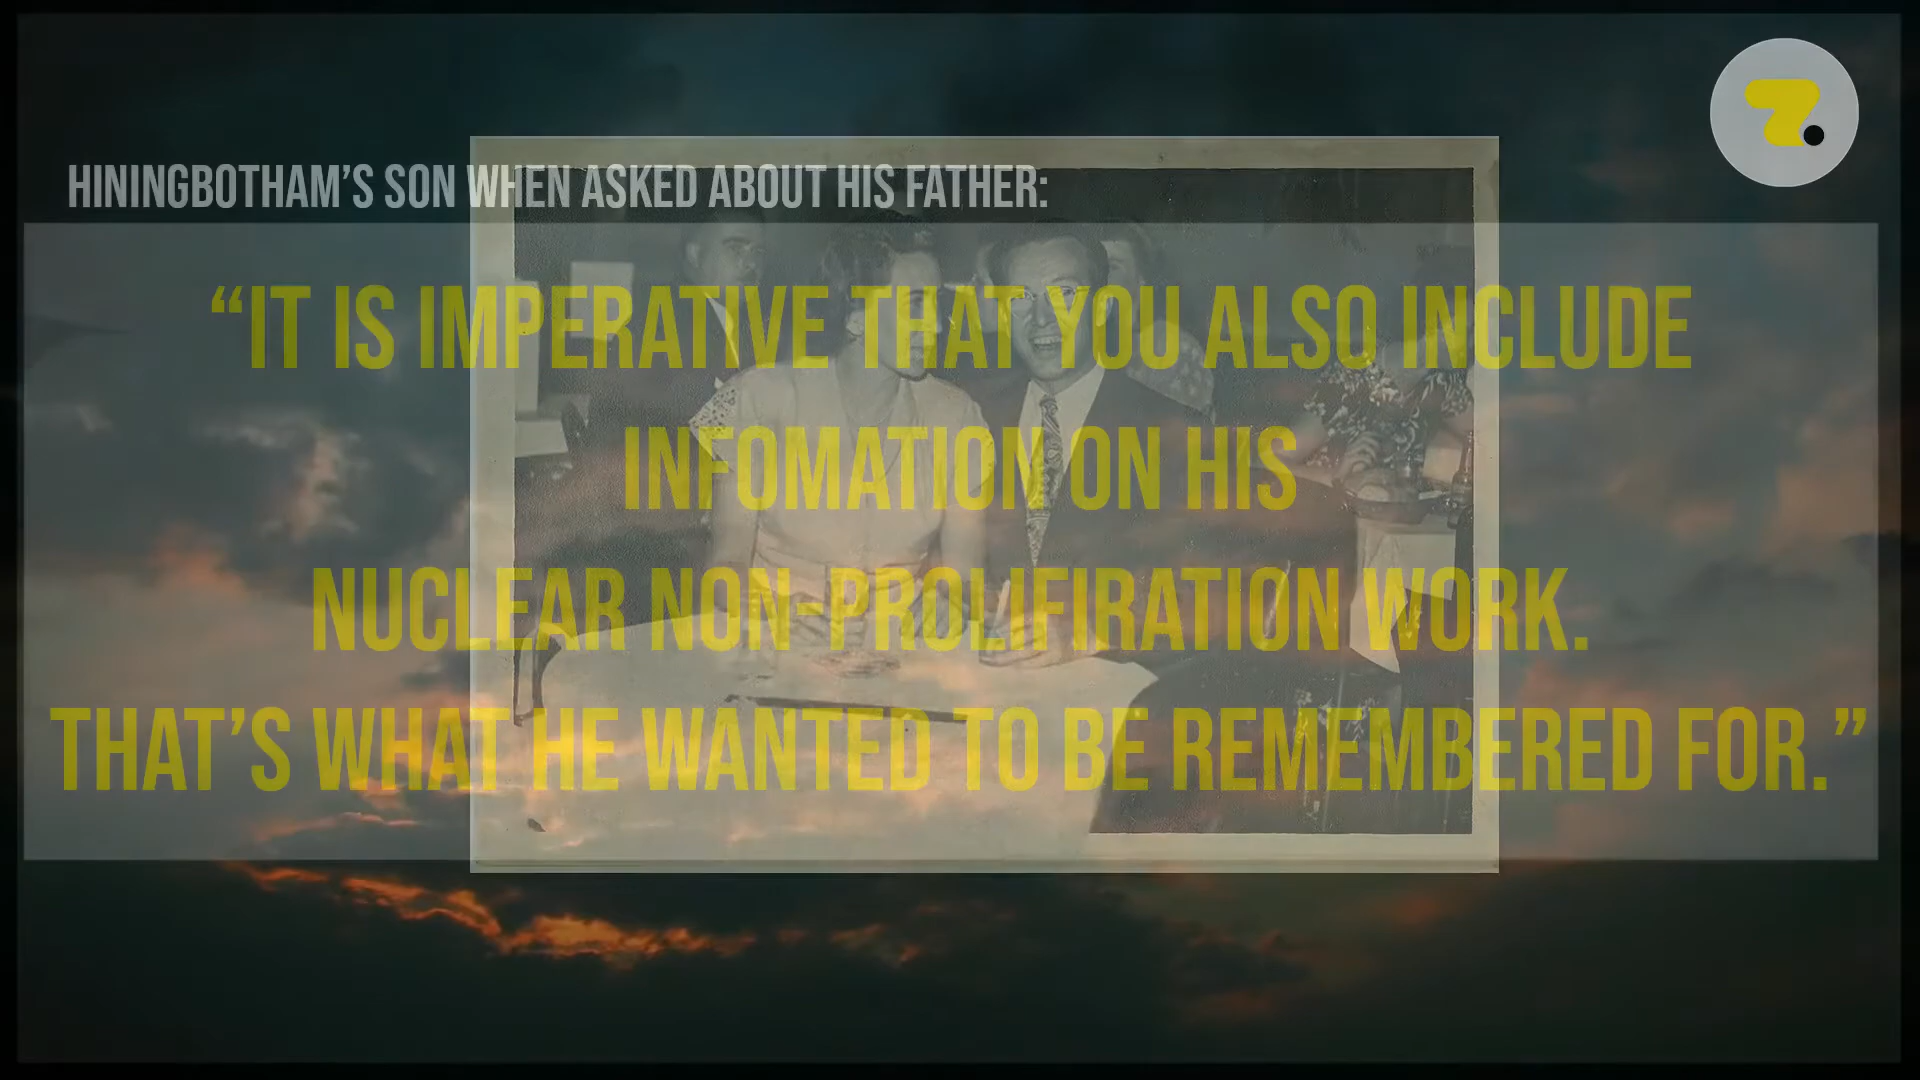 HININGBOTHAM’S SON WHEN ASKED ABOUT HIS FATHER:
“IT IS IMPERATIVE THAT YOU ALSO INCLUDE
INFOMATION ON HIS
NUCLEAR NON-PROLIFIRATION WORK.
THAT’S WHAT HE WANTED TO BE REMEMBERED FOR.”